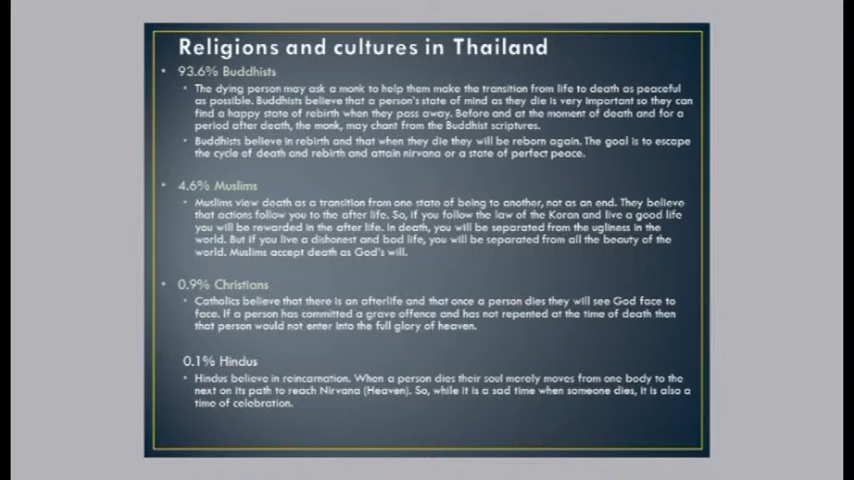 Religions and cultures in Thailand
• 93.6% Buddhists
• The dying person may ask a monk to help them make the transition from life to death as peaceful
as possible. Buddhists believe that a person's state of mind as they die is very important so they can
find a happy state of rebirth when they pass away. Before and at the moment of death and for a
period after death, the monk, may chant from the Buddhist scriptures.
• Buddhists believe in rebirth and that when they die they will be reborn again. The goal is to escape
the cycle of death and rebirth and attain nirvana or a state of perfect peace.
• 4.6% Muslims
• Muslims view death as a transition from one state of being to another, not as an end. They believe
that actions follow you to the after life. So, if you follow the law of the Koran and live a good life
you will be rewarded in the after life. In death, you will be separated from the ugliness in the
world. But if you live a dishonest and bad life, you will be separated from all the beauty of the
world. Muslims accept death as God's will.
• 0.9% Christians
• Catholics believe that there is an afterlife and that once a person dies they will see God face to
face. If a person has committed a grave offence and has not repented at the time of death then
that person would not enter into the full glory of heaven.
0.1% Hindus
• Hindus believe in reincarnation. When a person dies their soul merely moves from one body to the
next on its path to reach Nirvana (Heaven). So, while it is a sad time when someone dies, it is also a
time of celebration.